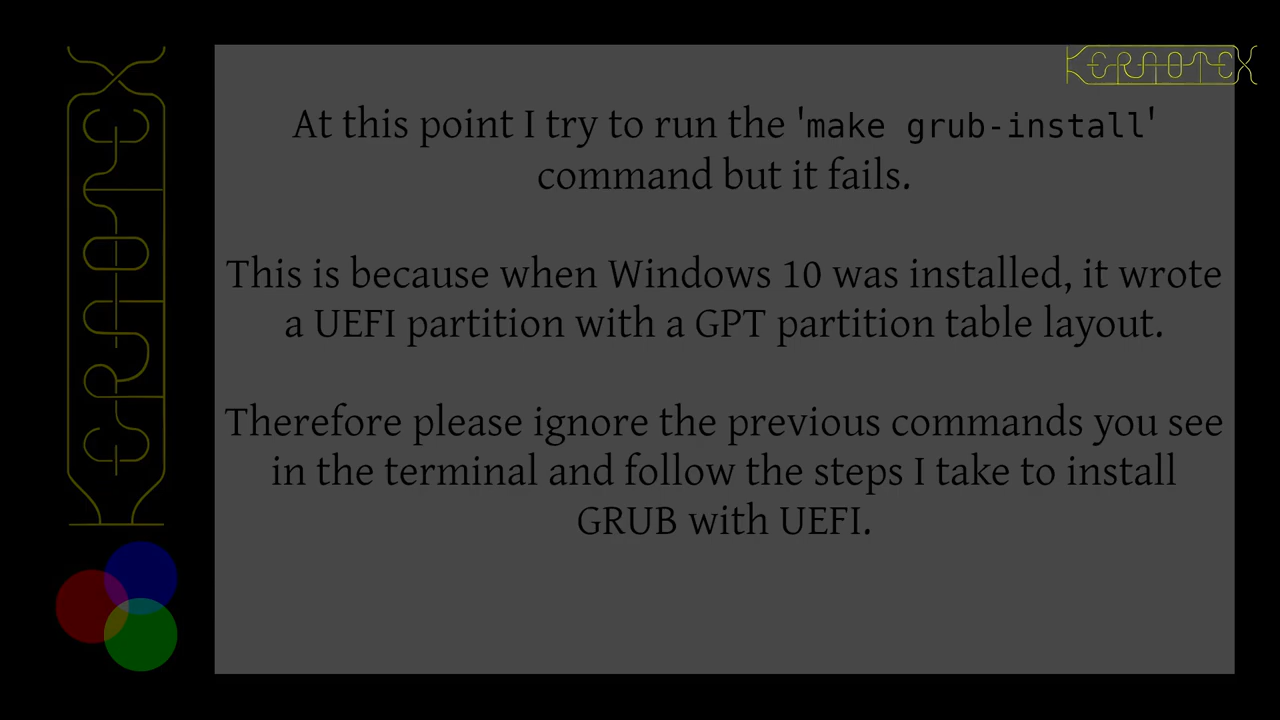 KERNOTEX
At this point I try to run the 'make grub-install'
command but it fails.
This is because when Windows 10 was installed, it wrote
a UEFI partition with a GPT partition table layout.
Therefore please ignore the previous commands you see
in the terminal and follow the steps I take to install
GRUB with UEFI.